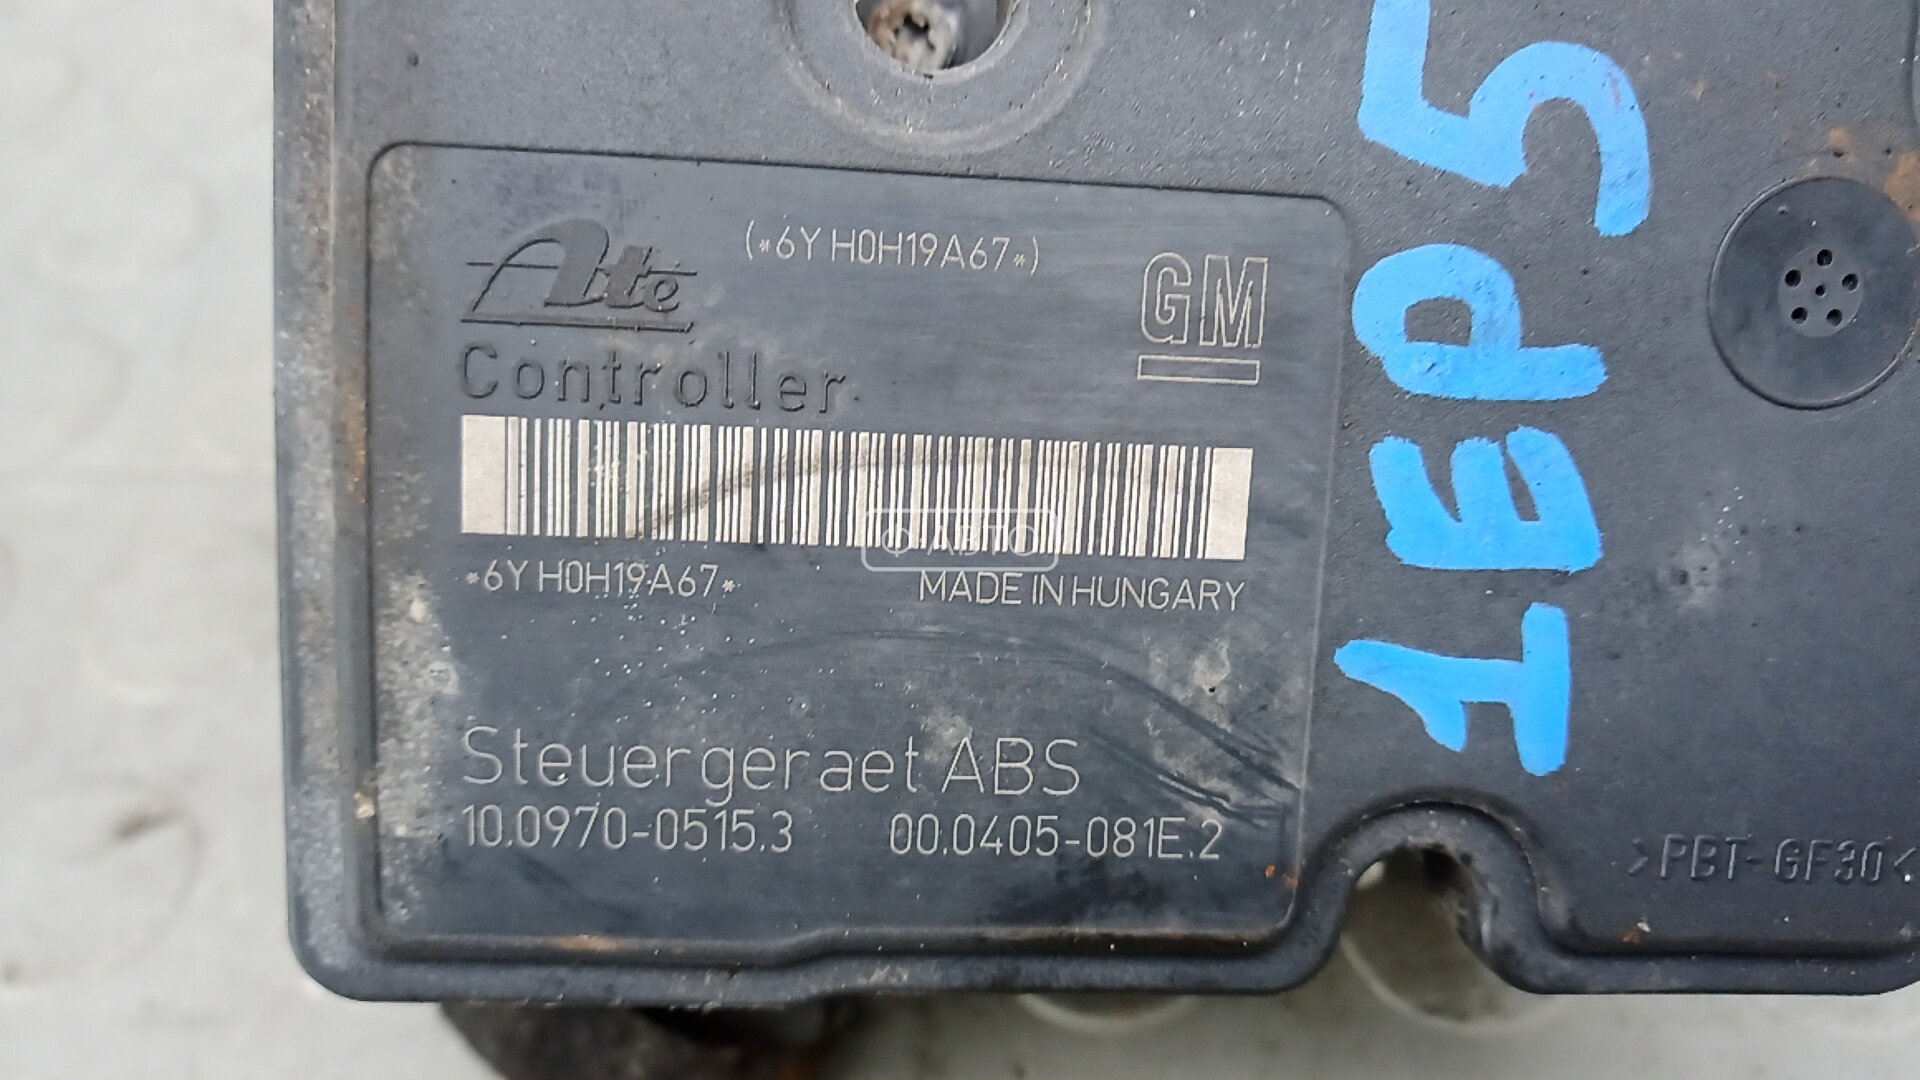 (*6Y H0H19A67*)
Ate
GM
Controller
Ф-АВТО
*6Y H0H19A67*
MADE IN HUNGARY
Steuergeraet ABS
10.0970-0515.3 00.0405-081E.2
>PBT-GF30<